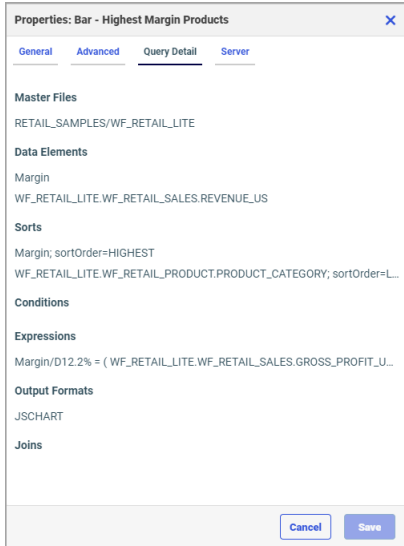 Properties: Bar - Highest Margin Products
General Advanced Query Detail Server
Master Files
RETAIL_SAMPLES/WF_RETAIL_LITE
Data Elements
Margin
WF_RETAIL_LITE.WF_RETAIL_SALES.REVENUE_US
Sorts
Margin; sortOrder=HIGHEST
WF_RETAIL_LITE.WF_RETAIL_PRODUCT.PRODUCT_CATEGORY; sortOrder=L...
Conditions
Expressions
Margin/D12.2% = ( WF_RETAIL_LITE.WF_RETAIL_SALES.GROSS_PROFIT_U...
Output Formats
JSCHART
Joins
Cancel Save